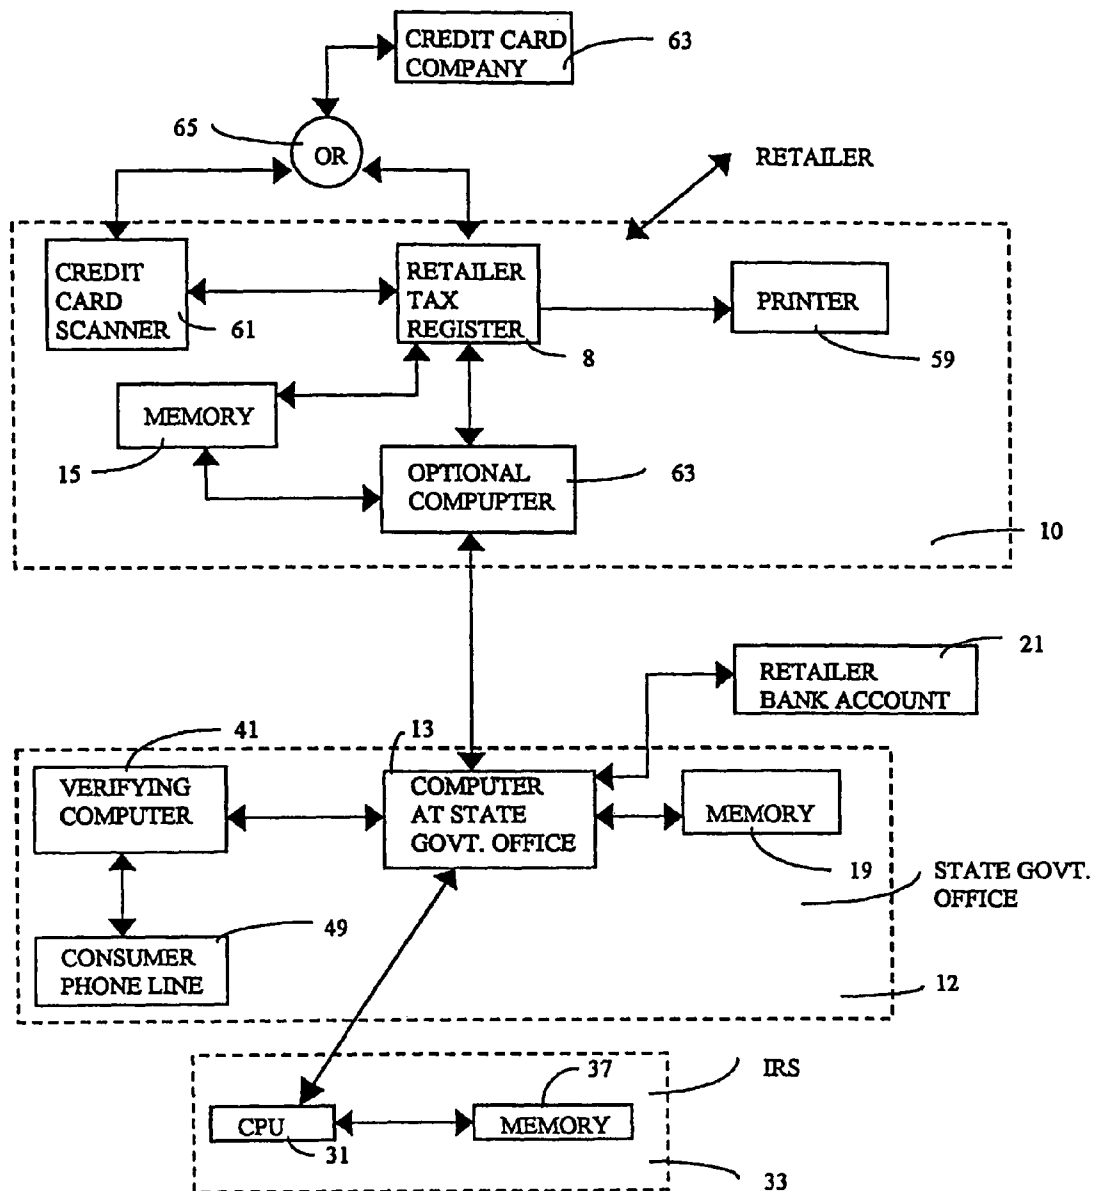 CREDIT CARD
COMPANY
63
65
OR
RETAILER
CREDIT
CARD
SCANNER
61
RETAILER
TAX
REGISTER
8
PRINTER
59
MEMORY
15
OPTIONAL
COMPUPTER
63
10
21
RETAILER
BANK ACCOUNT
41
13
VERIFYING
COMPUTER
COMPUTER
AT STATE
GOVT. OFFICE
MEMORY
19
STATE GOVT.
OFFICE
49
CONSUMER
PHONE LINE
12
IRS
37
CPU
31
MEMORY
33